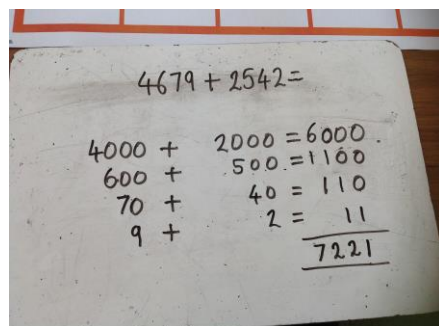 4679 + 2542 =
4000 + 2000 = 6000.
600 + 500 = 1100
70 + 40 = 110
9 + 2 = 11
7221